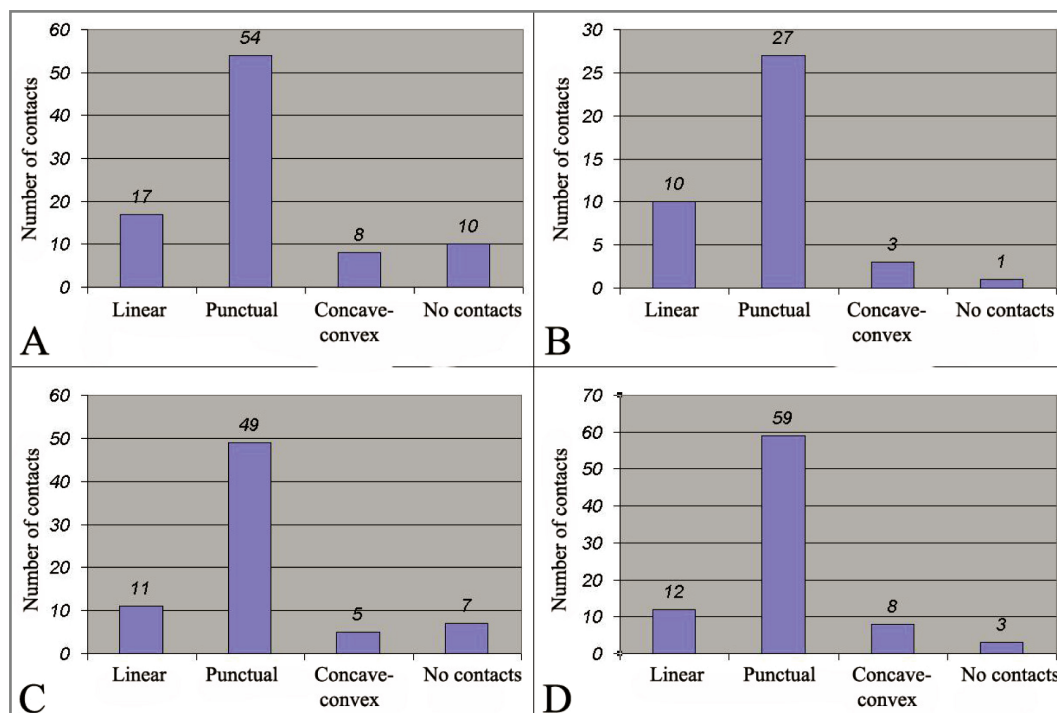 60
50
40
30
20
10
0
Number of contacts
17
54
8
10
Linear
Punctual
Concave-
convex
No contacts
A
30
25
20
15
10
5
0
Number of contacts
10
27
3
1
Linear
Punctual
Concave-
convex
No contacts
B
60
50
40
30
20
10
0
Number of contacts
11
49
5
7
Linear
Punctual
Concave-
convex
No contacts
C
70
60
50
40
30
20
10
0
Number of contacts
12
59
8
3
Linear
Punctual
Concave-
convex
No contacts
D